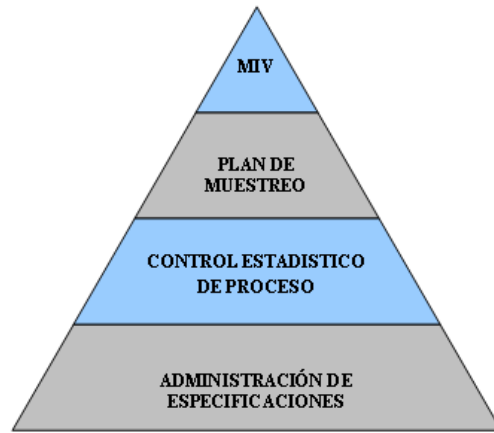 MIV
PLAN DE
MUESTREO
CONTROL ESTADISTICO
DE PROCESO
ADMINISTRACIÓN DE
ESPECIFICACIONES